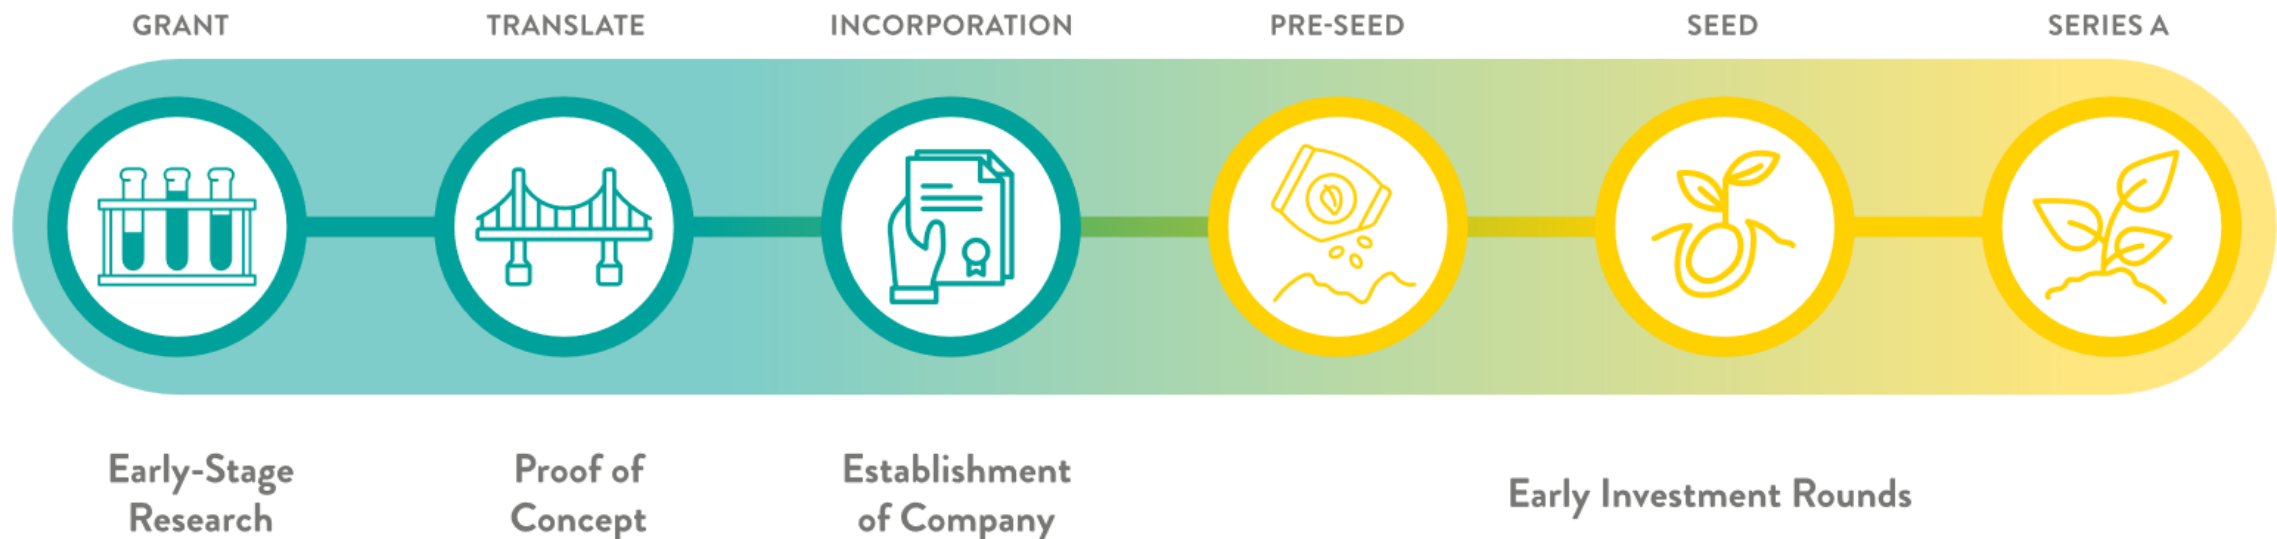 GRANT
TRANSLATE
INCORPORATION
PRE-SEED
SEED
SERIES A
Early-Stage
Research
Proof of
Concept
Establishment
of Company
Early Investment Rounds